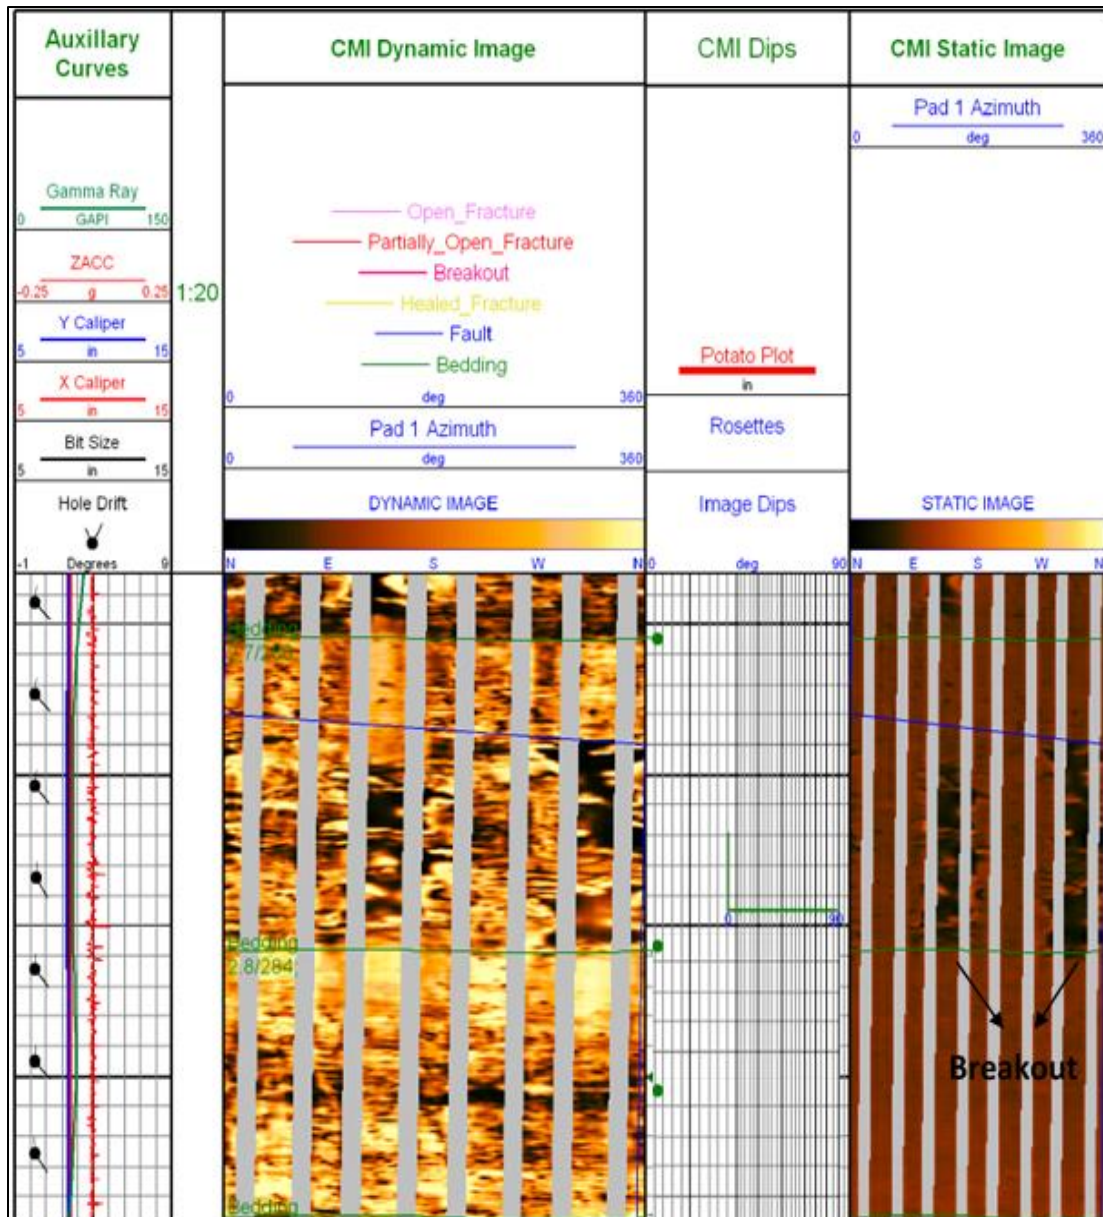 Auxillary
Curves
CMI Dynamic Image
CMI Dips
CMI Static Image
Pad 1 Azimuth
0 deg 360
Gamma Ray
0 GAPI 150
ZACC
-0.25 g 0.25
Y Caliper
5 in 15
X Caliper
5 in 15
Bit Size
5 in 15
Hole Drift
-1 Degrees 9
1:20
Open_Fracture
Partially_Open_Fracture
Breakout
Healed_Fracture
Fault
Bedding
0 deg 360
Pad 1 Azimuth
0 deg 360
DYNAMIC IMAGE
N E S W N
Potato Plot
in
Rosettes
Image Dips
0 deg 90
STATIC IMAGE
N E S W N
Bedding
Bedding
2.8/284
Bedding
0 90
Breakout